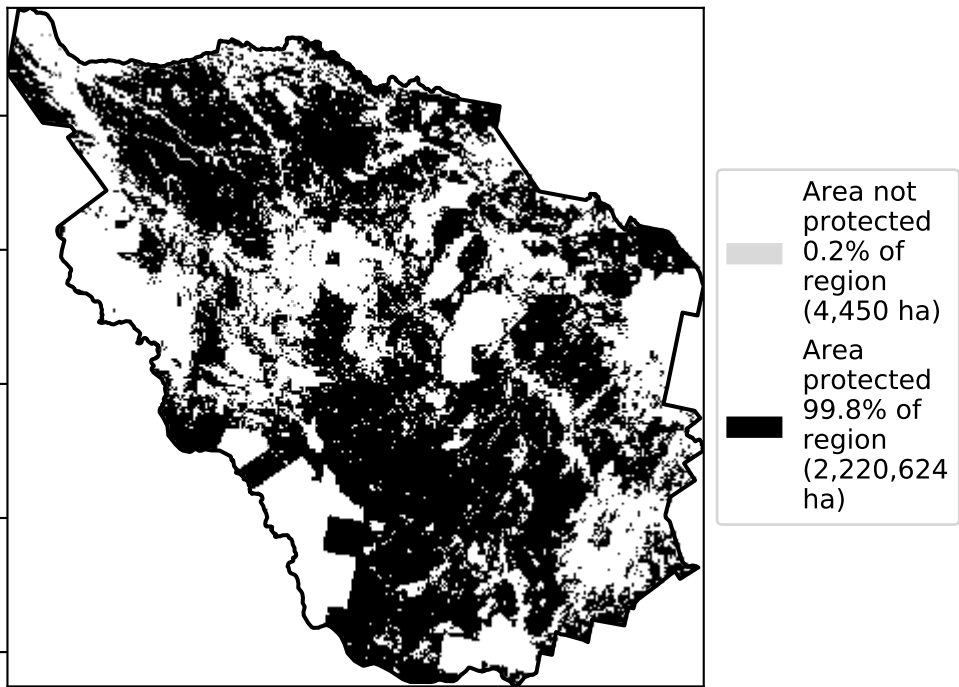 Area not
protected
0.2% of
region
(4,450 ha)
Area
protected
99.8% of
region
(2,220,624
ha)